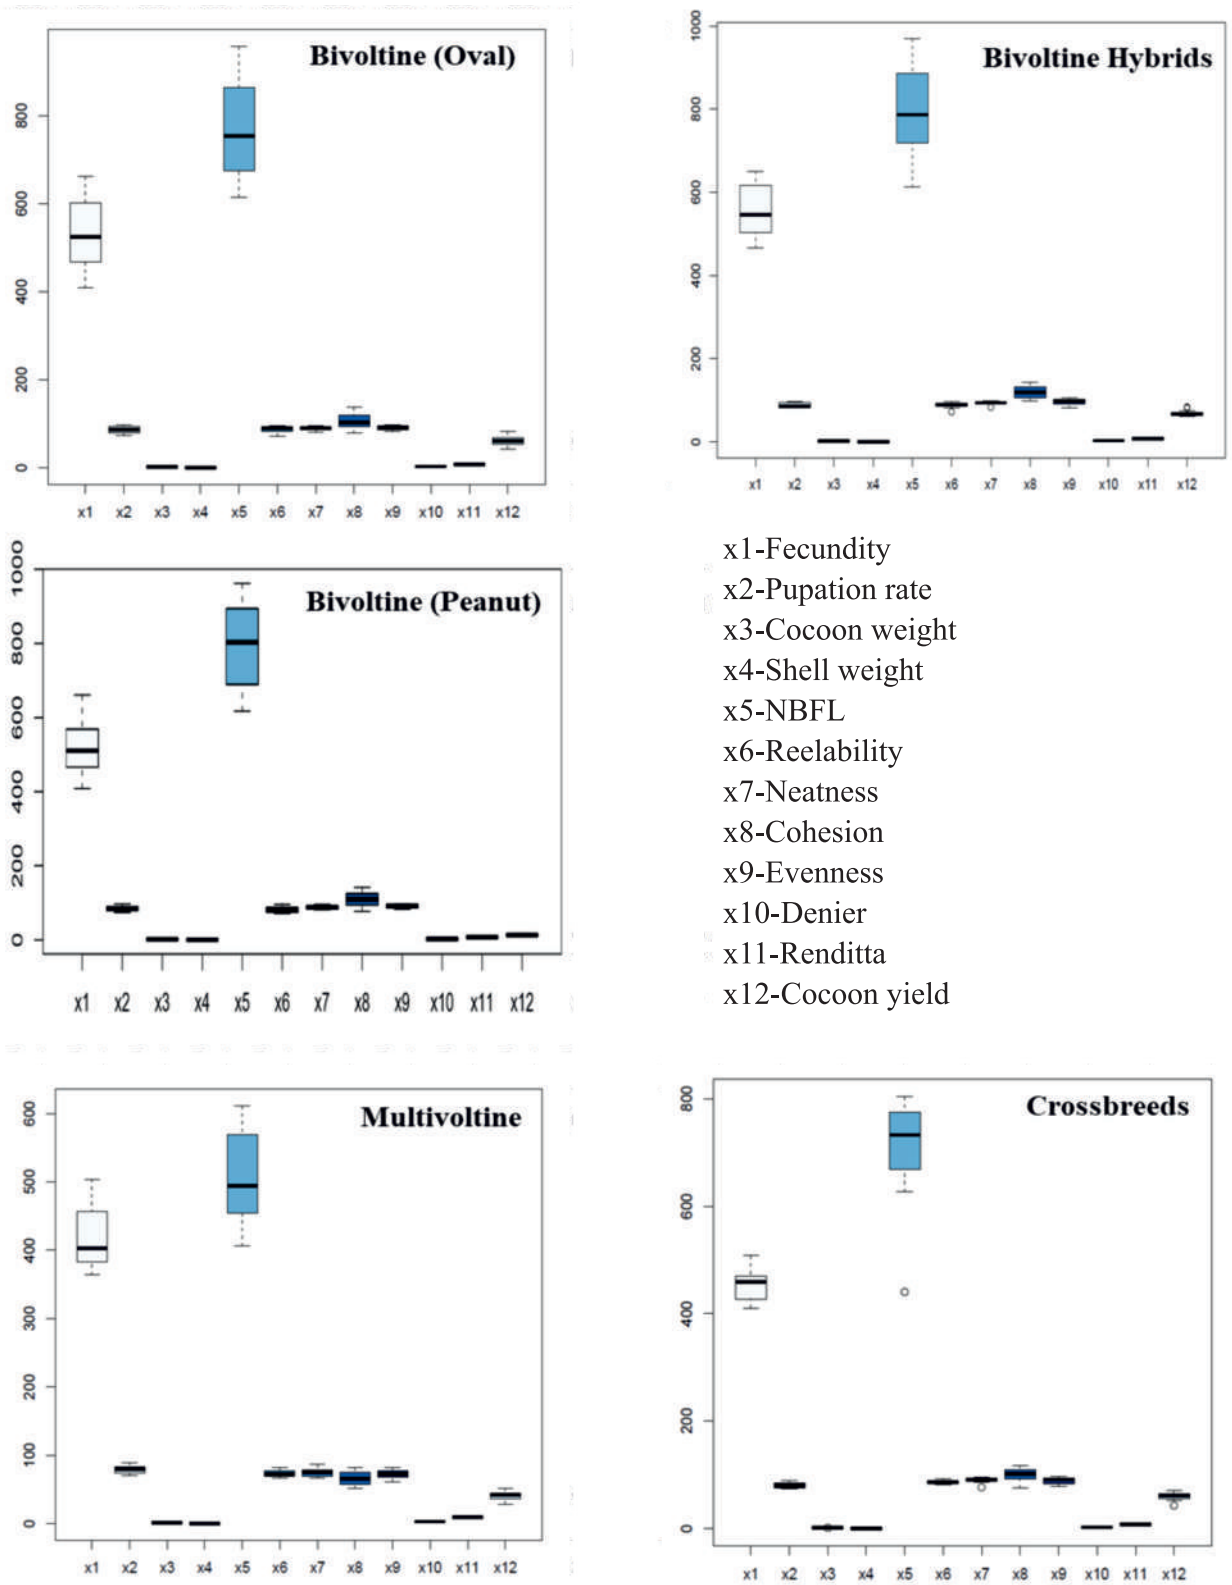 Bivoltine (Oval)
800
600
400
200
0
x1 x2 x3 x4 x5 x6 x7 x8 x9 x10 x11 x12
Bivoltine Hybrids
1000
800
600
400
200
0
x1 x2 x3 x4 x5 x6 x7 x8 x9 x10 x11 x12
Bivoltine (Peanut)
1000
800
600
400
200
0
x1 x2 x3 x4 x5 x6 x7 x8 x9 x10 x11 x12
x1-Fecundity
x2-Pupation rate
x3-Cocoon weight
x4-Shell weight
x5-NBFL
x6-Reelability
x7-Neatness
x8-Cohesion
x9-Evenness
x10-Denier
x11-Renditta
x12-Cocoon yield
Multivoltine
600
500
400
300
200
100
0
x1 x2 x3 x4 x5 x6 x7 x8 x9 x10 x11 x12
Crossbreeds
800
600
400
200
0
x1 x2 x3 x4 x5 x6 x7 x8 x9 x10 x11 x12